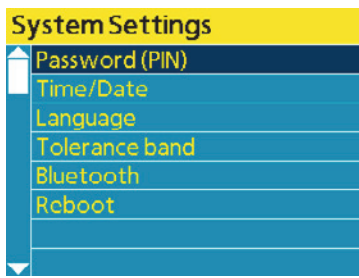 System Settings
Password (PIN)
Time/Date
Language
Tolerance band
Bluetooth
Reboot